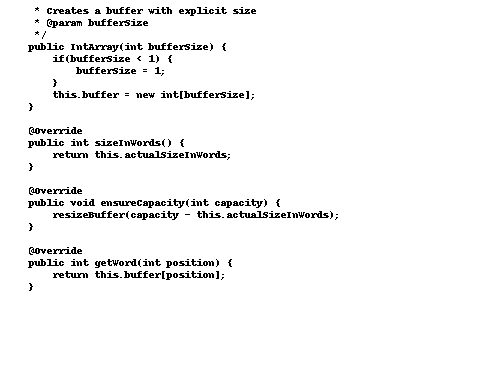 * Creates a buffer with explicit size
* @param bufferSize
*/
public IntArray(int bufferSize) {
if(bufferSize < 1) {
bufferSize = 1;
}
this.buffer = new int[bufferSize];
}
@Override
public int sizeInWords() {
return this.actualSizeInWords;
}
@Override
public void ensureCapacity(int capacity) {
resizeBuffer(capacity - this.actualSizeInWords);
}
@Override
public int getWord(int position) {
return this.buffer[position];
}